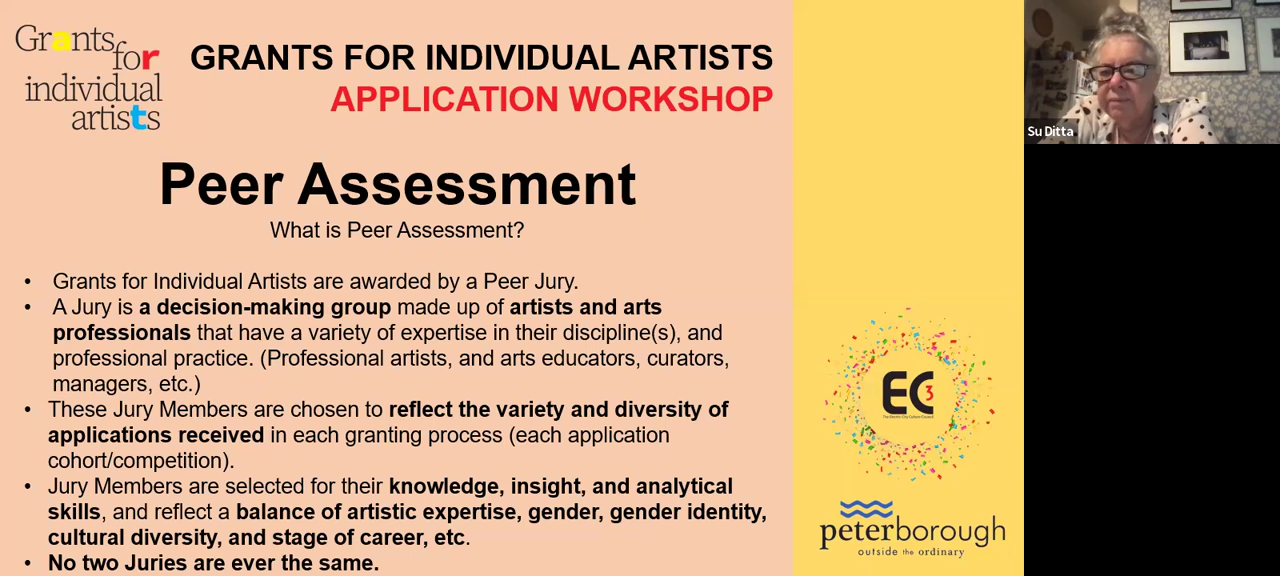 Grants
for
individual
artists
GRANTS FOR INDIVIDUAL ARTISTS
APPLICATION WORKSHOP
Peer Assessment
What is Peer Assessment?
• Grants for Individual Artists are awarded by a Peer Jury.
• A Jury is a decision-making group made up of artists and arts
professionals that have a variety of expertise in their discipline(s), and
professional practice. (Professional artists, and arts educators, curators,
managers, etc.)
• These Jury Members are chosen to reflect the variety and diversity of
applications received in each granting process (each application
cohort/competition).
• Jury Members are selected for their knowledge, insight, and analytical
skills, and reflect a balance of artistic expertise, gender, gender identity,
cultural diversity, and stage of career, etc.
• No two Juries are ever the same.
EC3
The Electric City Culture Council
peterborough
outside the ordinary
Su Ditta